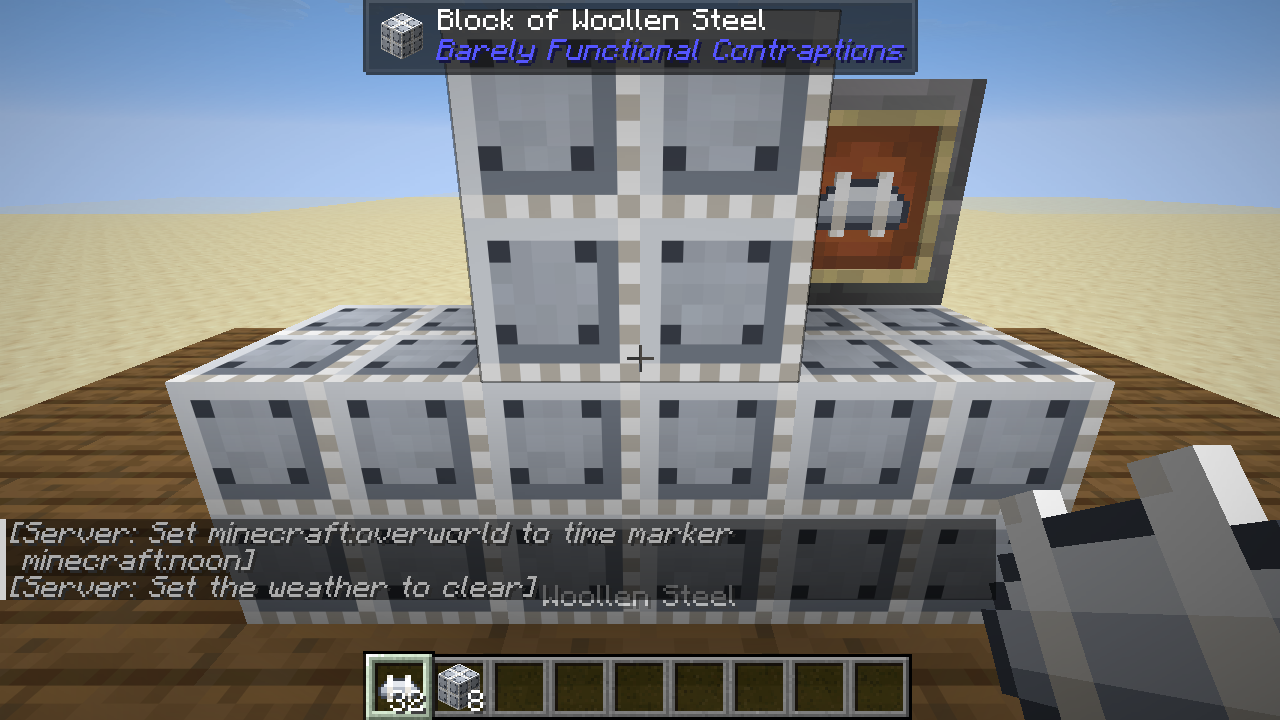 Block of Woollen Steel
Barely Functional Contraptions
[Server: Set minecraft:overworld to time marker
minecraft:noon]
[Server: Set the weather to clear]
Woollen Steel
32 8